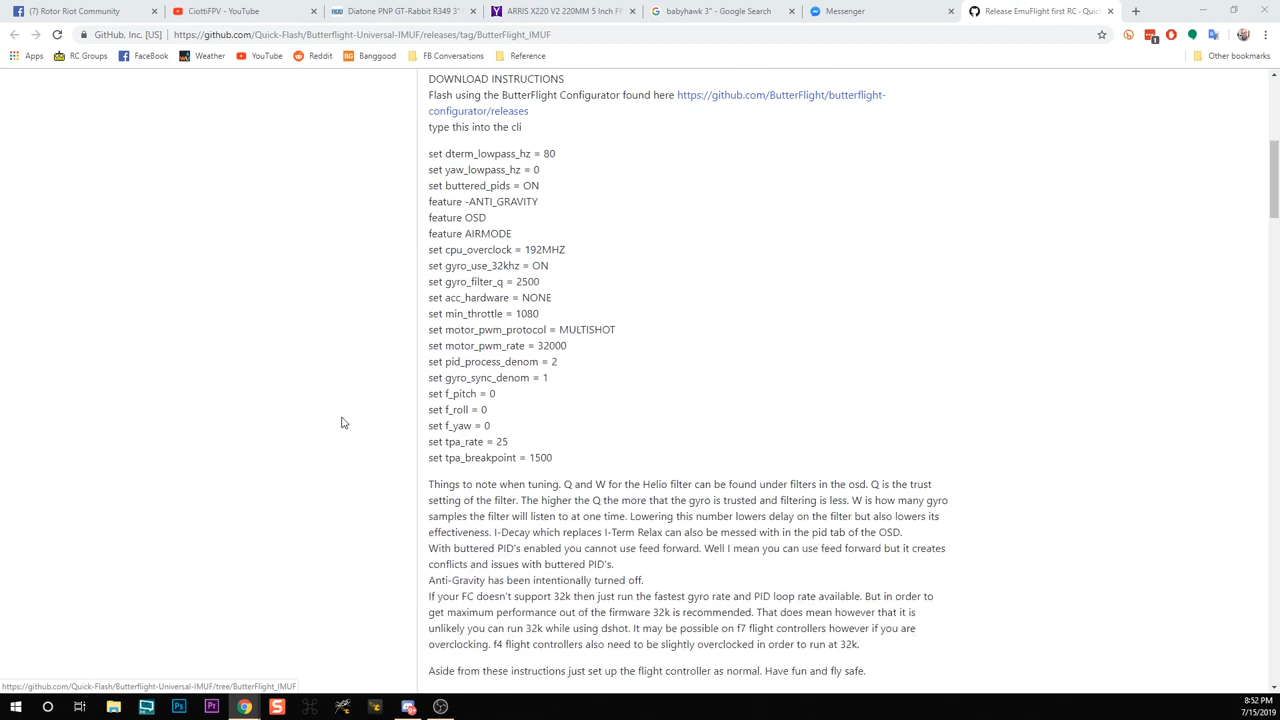 (7) Rotor Riot Community
CiottiFPV - YouTube
Diatone PNP GT-Rabbit R349 3"
ARRIS X220 V2 220MM 5 Inch FP
babyhawk 3" - Google Search
Messenger
Release EmuFlight first RC - Quic
GitHub, Inc. [US] https://github.com/Quick-Flash/Butterflight-Universal-IMUF/releases/tag/ButterFlight_IMUF
Apps RC Groups FaceBook Weather YouTube Reddit Banggood FB Conversations Reference Other bookmarks
DOWNLOAD INSTRUCTIONS
Flash using the ButterFlight Configurator found here https://github.com/ButterFlight/butterflight-
configurator/releases
type this into the cli
set dterm_lowpass_hz = 80
set yaw_lowpass_hz = 0
set buttered_pids = ON
feature -ANTI_GRAVITY
feature OSD
feature AIRMODE
set cpu_overclock = 192MHZ
set gyro_use_32khz = ON
set gyro_filter_q = 2500
set acc_hardware = NONE
set min_throttle = 1080
set motor_pwm_protocol = MULTISHOT
set motor_pwm_rate = 32000
set pid_process_denom = 2
set gyro_sync_denom = 1
set f_pitch = 0
set f_roll = 0
set f_yaw = 0
set tpa_rate = 25
set tpa_breakpoint = 1500
Things to note when tuning. Q and W for the Helio filter can be found under filters in the osd. Q is the trust
setting of the filter. The higher the Q the more that the gyro is trusted and filtering is less. W is how many gyro
samples the filter will listen to at one time. Lowering this number lowers delay on the filter but also lowers its
effectiveness. I-Decay which replaces I-Term Relax can also be messed with in the pid tab of the OSD.
With buttered PID's enabled you cannot use feed forward. Well I mean you can use feed forward but it creates
conflicts and issues with buttered PID's.
Anti-Gravity has been intentionally turned off.
If your FC doesn't support 32k then just run the fastest gyro rate and PID loop rate available. But in order to
get maximum performance out of the firmware 32k is recommended. That does mean however that it is
unlikely you can run 32k while using dshot. It may be possible on f7 flight controllers however if you are
overclocking. f4 flight controllers also need to be slightly overclocked in order to run at 32k.
Aside from these instructions just set up the flight controller as normal. Have fun and fly safe.
https://github.com/Quick-Flash/Butterflight-Universal-IMUF/tree/ButterFlight_IMUF
8:52 PM
7/15/2019